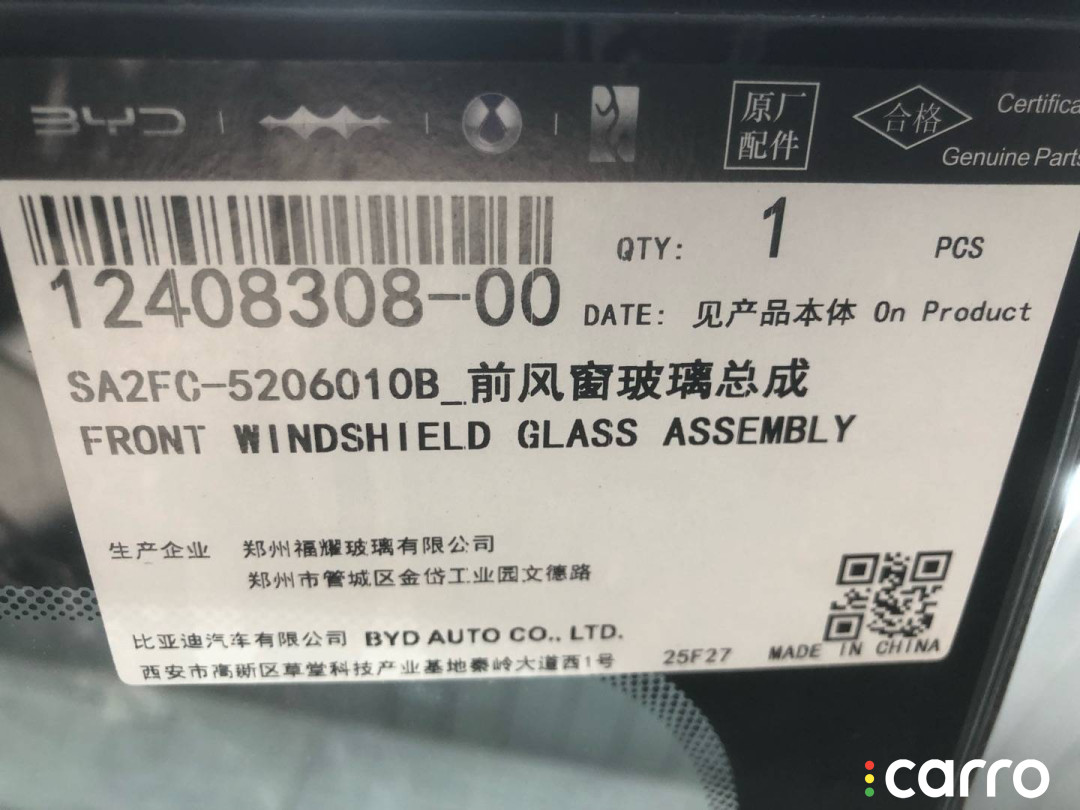 BYD
原厂
配件
合格
Certifica
Genuine Parts
12408308-00
QTY: 1 PCS
DATE: 见产品本体 On Product
SA2FC-5206010B_前风窗玻璃总成
FRONT WINDSHIELD GLASS ASSEMBLY
生产企业 郑州福耀玻璃有限公司
郑州市管城区金岱工业园文德路
比亚迪汽车有限公司 BYD AUTO CO., LTD.
西安市高新区草堂科技产业基地秦岭大道西1号
25F27 MADE IN CHINA
carro